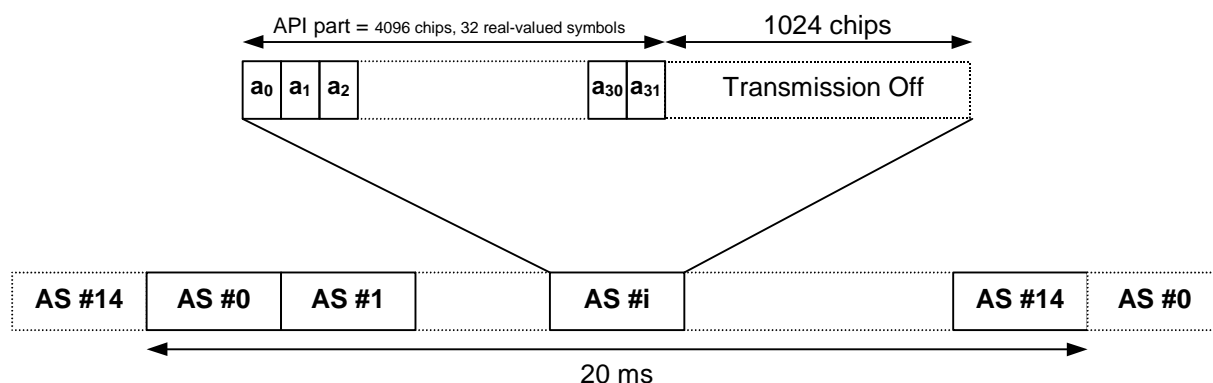 API part = 4096 chips, 32 real-valued symbols
1024 chips
a₀ a₁ a₂ a₃₀ a₃₁ Transmission Off
AS #14 AS #0 AS #1 AS #i AS #14 AS #0
20 ms